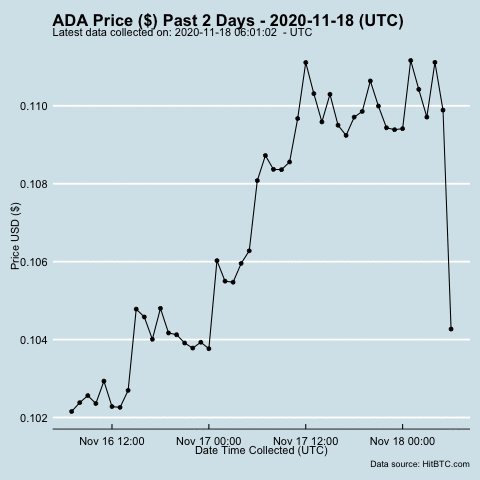 ADA Price ($) Past 2 Days - 2020-11-18 (UTC)
Latest data collected on: 2020-11-18 06:01:02 - UTC
0.110
0.108
0.106
0.104
0.102
Price USD ($)
Nov 16 12:00
Nov 17 00:00
Nov 17 12:00
Nov 18 00:00
Date Time Collected (UTC)
Data source: HitBTC.com